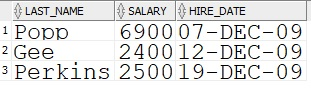 LAST_NAME SALARY HIRE_DATE
1 Popp 6900 07-DEC-09
2 Gee 2400 12-DEC-09
3 Perkins 2500 19-DEC-09